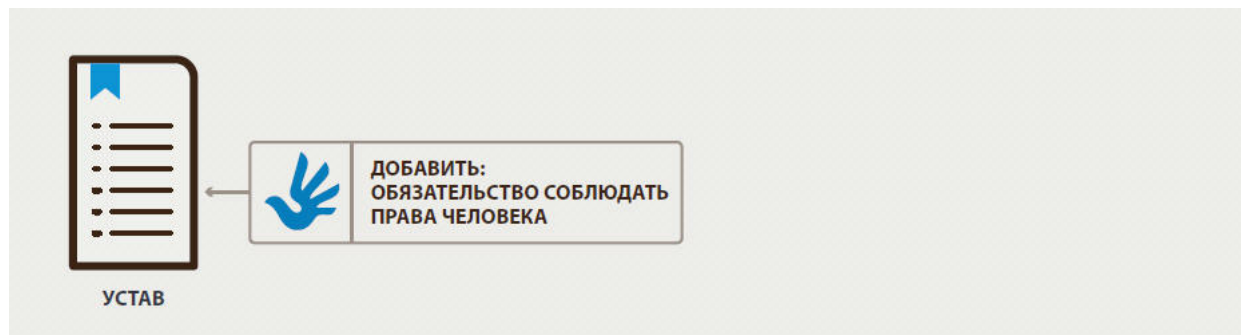 ДОБАВИТЬ:
ОБЯЗАТЕЛЬСТВО СОБЛЮДАТЬ
ПРАВА ЧЕЛОВЕКА
УСТАВ